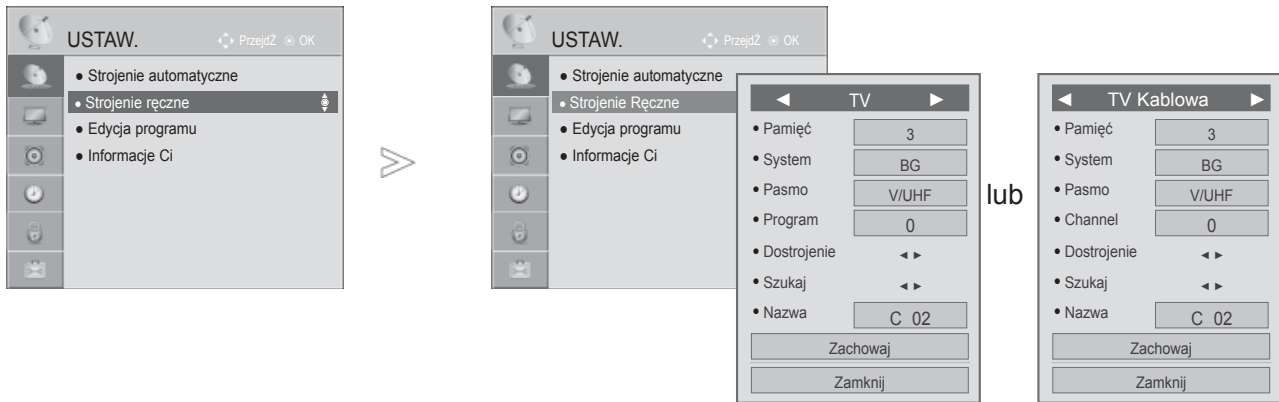 USTAW.
PrzejdŹ OK
● Strojenie automatyczne
● Strojenie ręczne
● Edycja programu
● Informacje Ci
USTAW.
PrzejdŹ OK
● Strojenie automatyczne
● Strojenie Ręczne
● Edycja programu
● Informacje Ci
◄ TV ►
• Pamięć 3
• System BG
• Pasmo V/UHF
• Program 0
• Dostrojenie ◄ ►
• Szukaj ◄ ►
• Nazwa C 02
Zachowaj
Zamknij
lub
◄ TV Kablowa ►
• Pamięć 3
• System BG
• Pasmo V/UHF
• Channel 0
• Dostrojenie ◄ ►
• Szukaj ◄ ►
• Nazwa C 02
Zachowaj
Zamknij